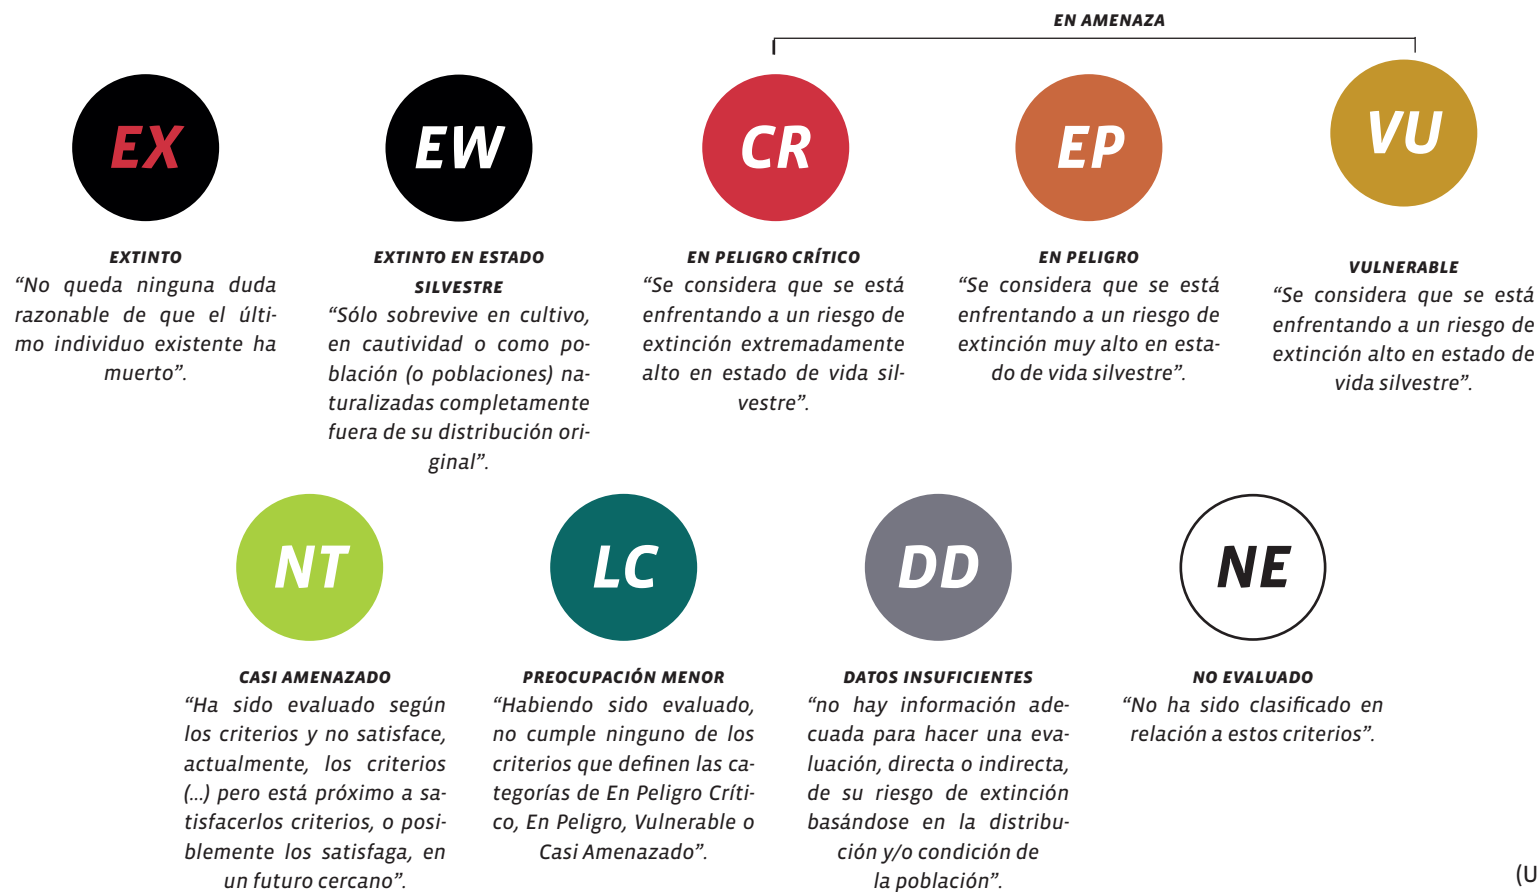 EN AMENAZA
EX
EW
CR
EP
VU
EXTINTO
“No queda ninguna duda
razonable de que el últi-
mo individuo existente ha
muerto”.
EXTINTO EN ESTADO
SILVESTRE
“Sólo sobrevive en cultivo,
en cautividad o como po-
blación (o poblaciones) na-
turalizadas completamente
fuera de su distribución ori-
ginal”.
EN PELIGRO CRÍTICO
“Se considera que se está
enfrentando a un riesgo de
extinción extremadamente
alto en estado de vida sil-
vestre”.
EN PELIGRO
“Se considera que se está
enfrentando a un riesgo de
extinción muy alto en esta-
do de vida silvestre”.
VULNERABLE
“Se considera que se está
enfrentando a un riesgo de
extinción alto en estado de
vida silvestre”.
NT
LC
DD
NE
CASI AMENAZADO
“Ha sido evaluado según
los criterios y no satisface,
actualmente, los criterios
(...) pero está próximo a sa-
tisfacerlos criterios, o posi-
blemente los satisfaga, en
un futuro cercano”.
PREOCUPACIÓN MENOR
“Habiendo sido evaluado,
no cumple ninguno de los
criterios que definen las ca-
tegorías de En Peligro Críti-
co, En Peligro, Vulnerable o
Casi Amenazado”.
DATOS INSUFICIENTES
“no hay información ade-
cuada para hacer una eva-
luación, directa o indirecta,
de su riesgo de extinción
basándose en la distribu-
ción y/o condición de
la población”.
NO EVALUADO
“No ha sido clasificado en
relación a estos criterios”.
(U